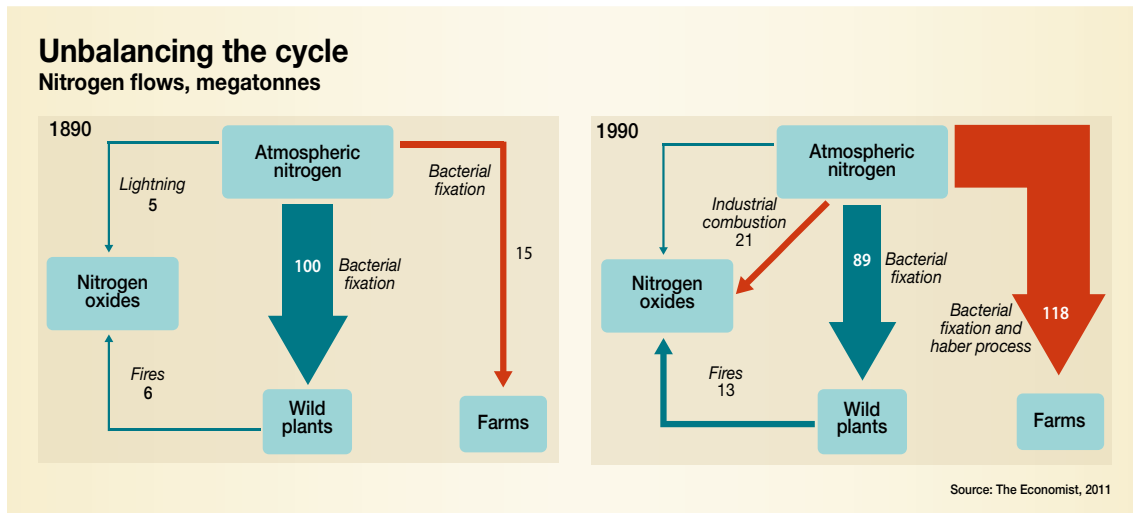 Unbalancing the cycle
Nitrogen flows, megatonnes
1890
Atmospheric
nitrogen
Lightning
5
Bacterial
fixation
15
100
Bacterial
fixation
Nitrogen
oxides
Fires
6
Wild
plants
Farms
1990
Atmospheric
nitrogen
Industrial
combustion
21
89
Bacterial
fixation
Nitrogen
oxides
Bacterial
fixation and
haber process
118
Fires
13
Wild
plants
Farms
Source: The Economist, 2011